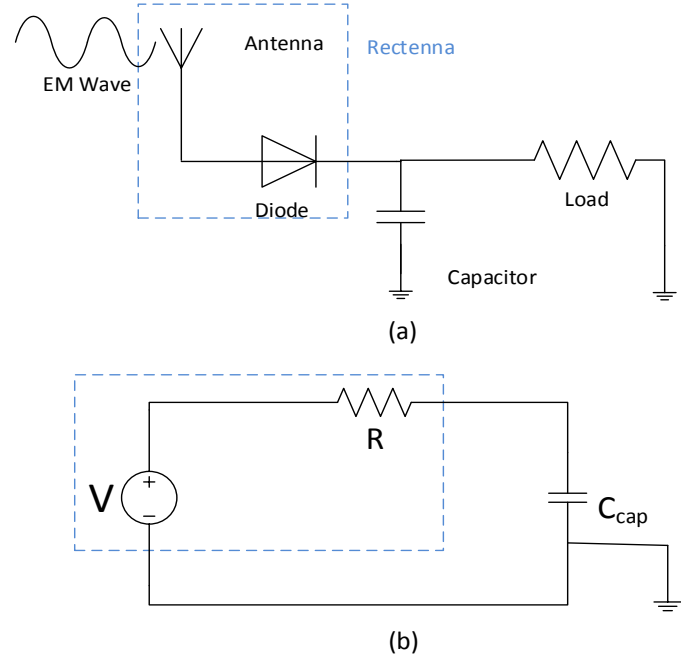 Antenna
Rectenna
EM Wave
Diode
Load
Capacitor
(a)
R
+
V
−
Ccap
(b)